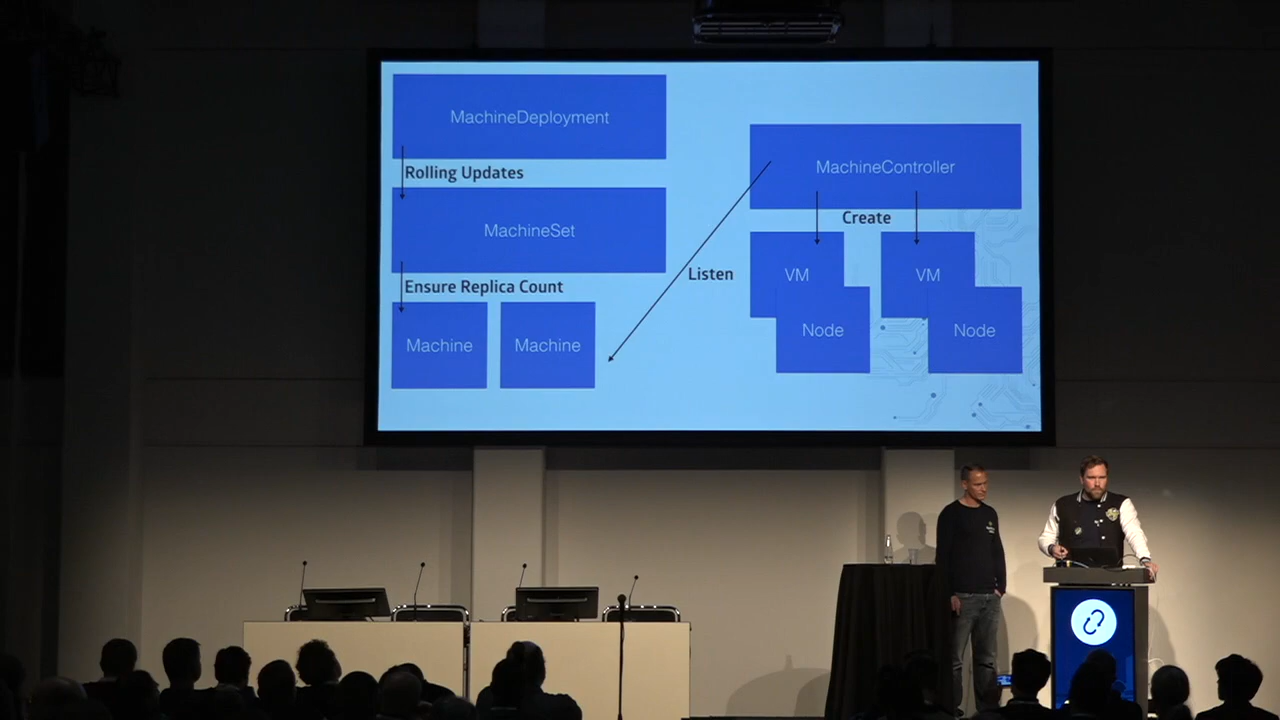 MachineDeployment
Rolling Updates
MachineSet
Ensure Replica Count
Machine
Machine
Listen
MachineController
Create
VM
VM
Node
Node